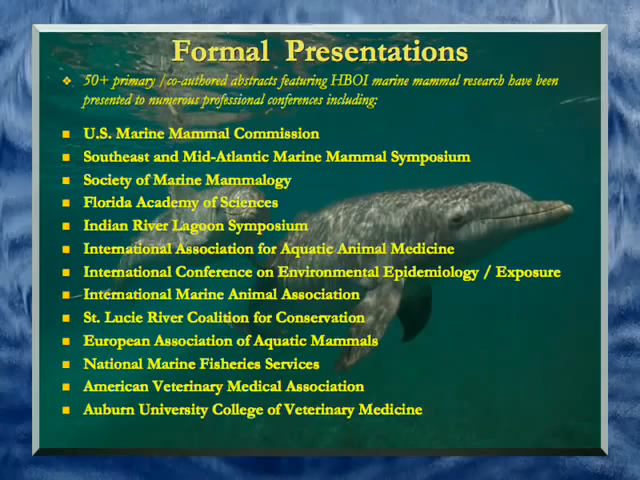 Formal Presentations
50+ primary /co-authored abstracts featuring HBOI marine mammal research have been
presented to numerous professional conferences including:
U.S. Marine Mammal Commission
Southeast and Mid-Atlantic Marine Mammal Symposium
Society of Marine Mammalogy
Florida Academy of Sciences
Indian River Lagoon Symposium
International Association for Aquatic Animal Medicine
International Conference on Environmental Epidemiology / Exposure
International Marine Animal Association
St. Lucie River Coalition for Conservation
European Association of Aquatic Mammals
National Marine Fisheries Services
American Veterinary Medical Association
Auburn University College of Veterinary Medicine